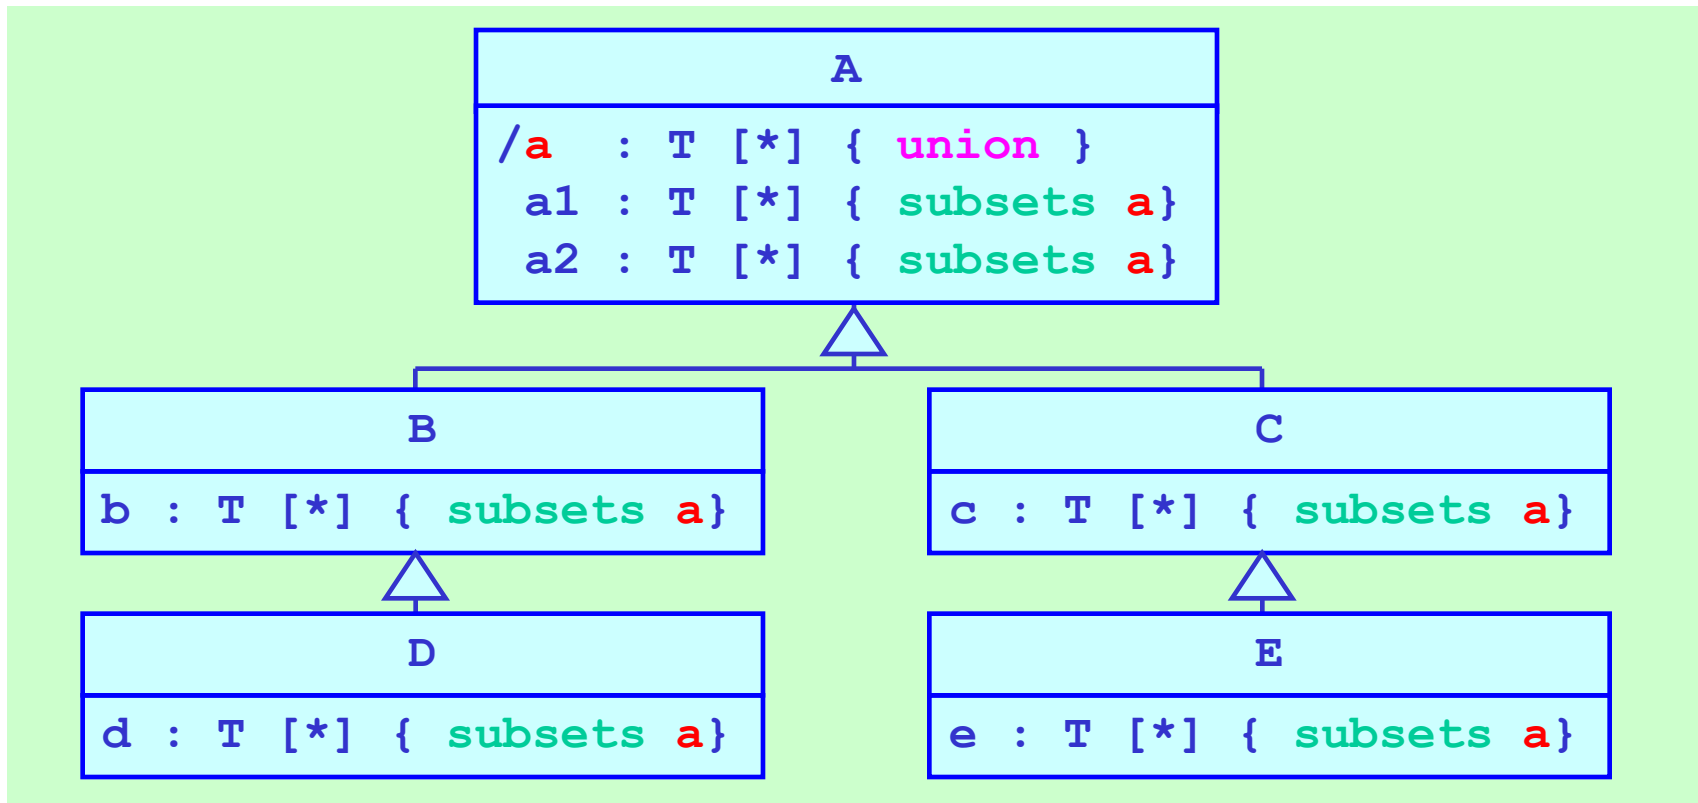 A
/a : T [*] { union }
a1 : T [*] { subsets a}
a2 : T [*] { subsets a}
B
b : T [*] { subsets a}
C
c : T [*] { subsets a}
D
d : T [*] { subsets a}
E
e : T [*] { subsets a}